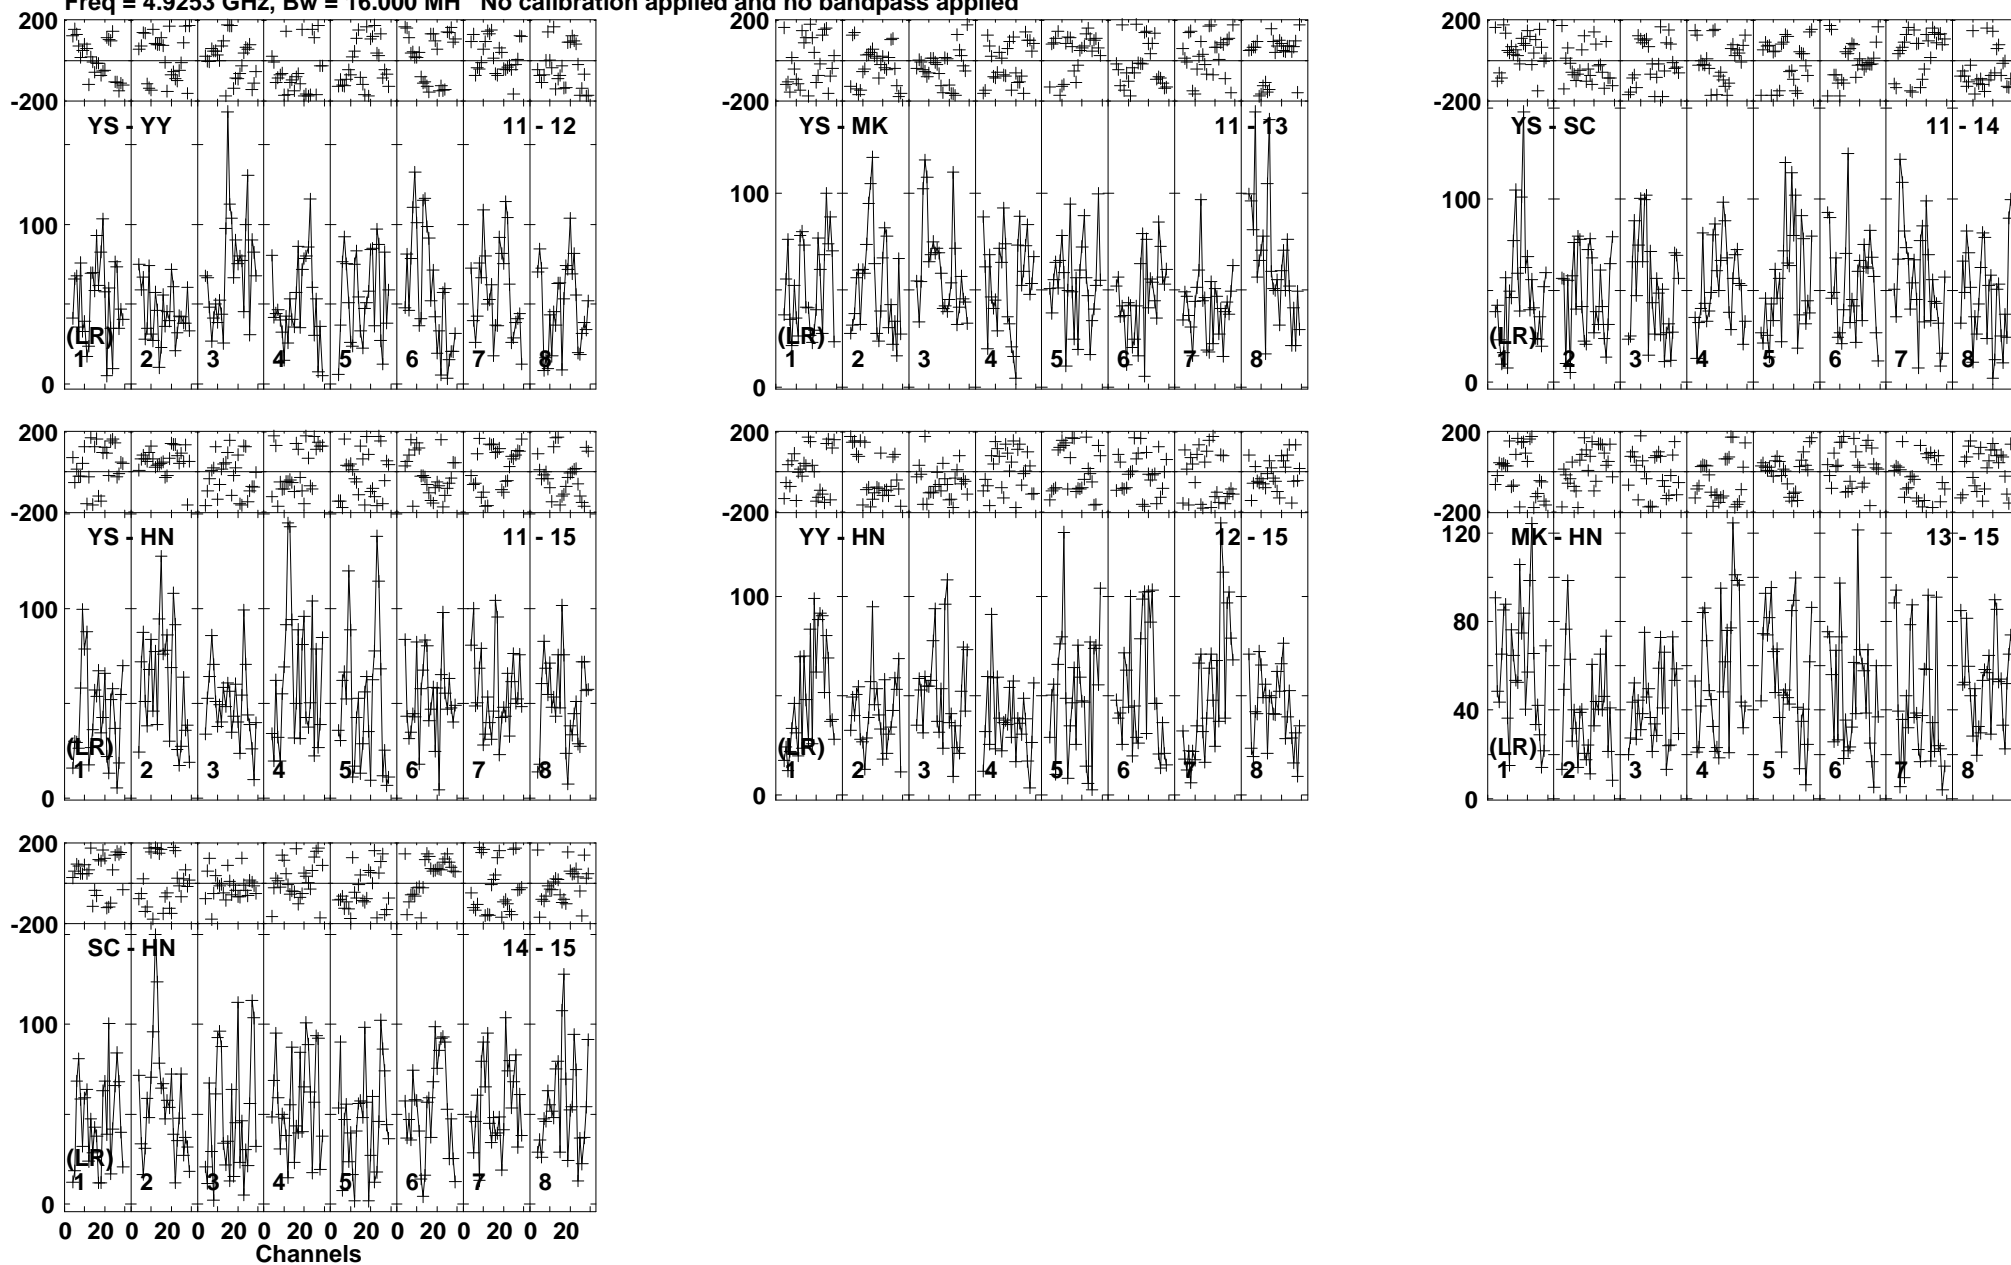 Freq = 4.9253 GHz, Bw = 16.000 MH No calibration applied and no bandpass applied
200
-200
YS - YY 11 - 12
100
(LR)
1 2 3 4 5 6 7 8
0
YS - MK 11 - 13
100
(LR)
1 2 3 4 5 6 7 8
0
200
-200
YS - SC 11 - 14
100
(LR)
1 2 3 4 5 6 7 8
0
200
-200
YS - HN 11 - 15
100
(LR)
1 2 3 4 5 6 7 8
0
200
-200
YY - HN 12 - 15
100
(LR)
1 2 3 4 5 6 7 8
0
200
-200
120
MK - HN 13 - 15
80
40
(LR)
1 2 3 4 5 6 7 8
0
200
-200
SC - HN 14 - 15
100
(LR)
1 2 3 4 5 6 7 8
0
0 20 0 20 0 20 0 20 0 20 0 20 0 20 0 20
Channels